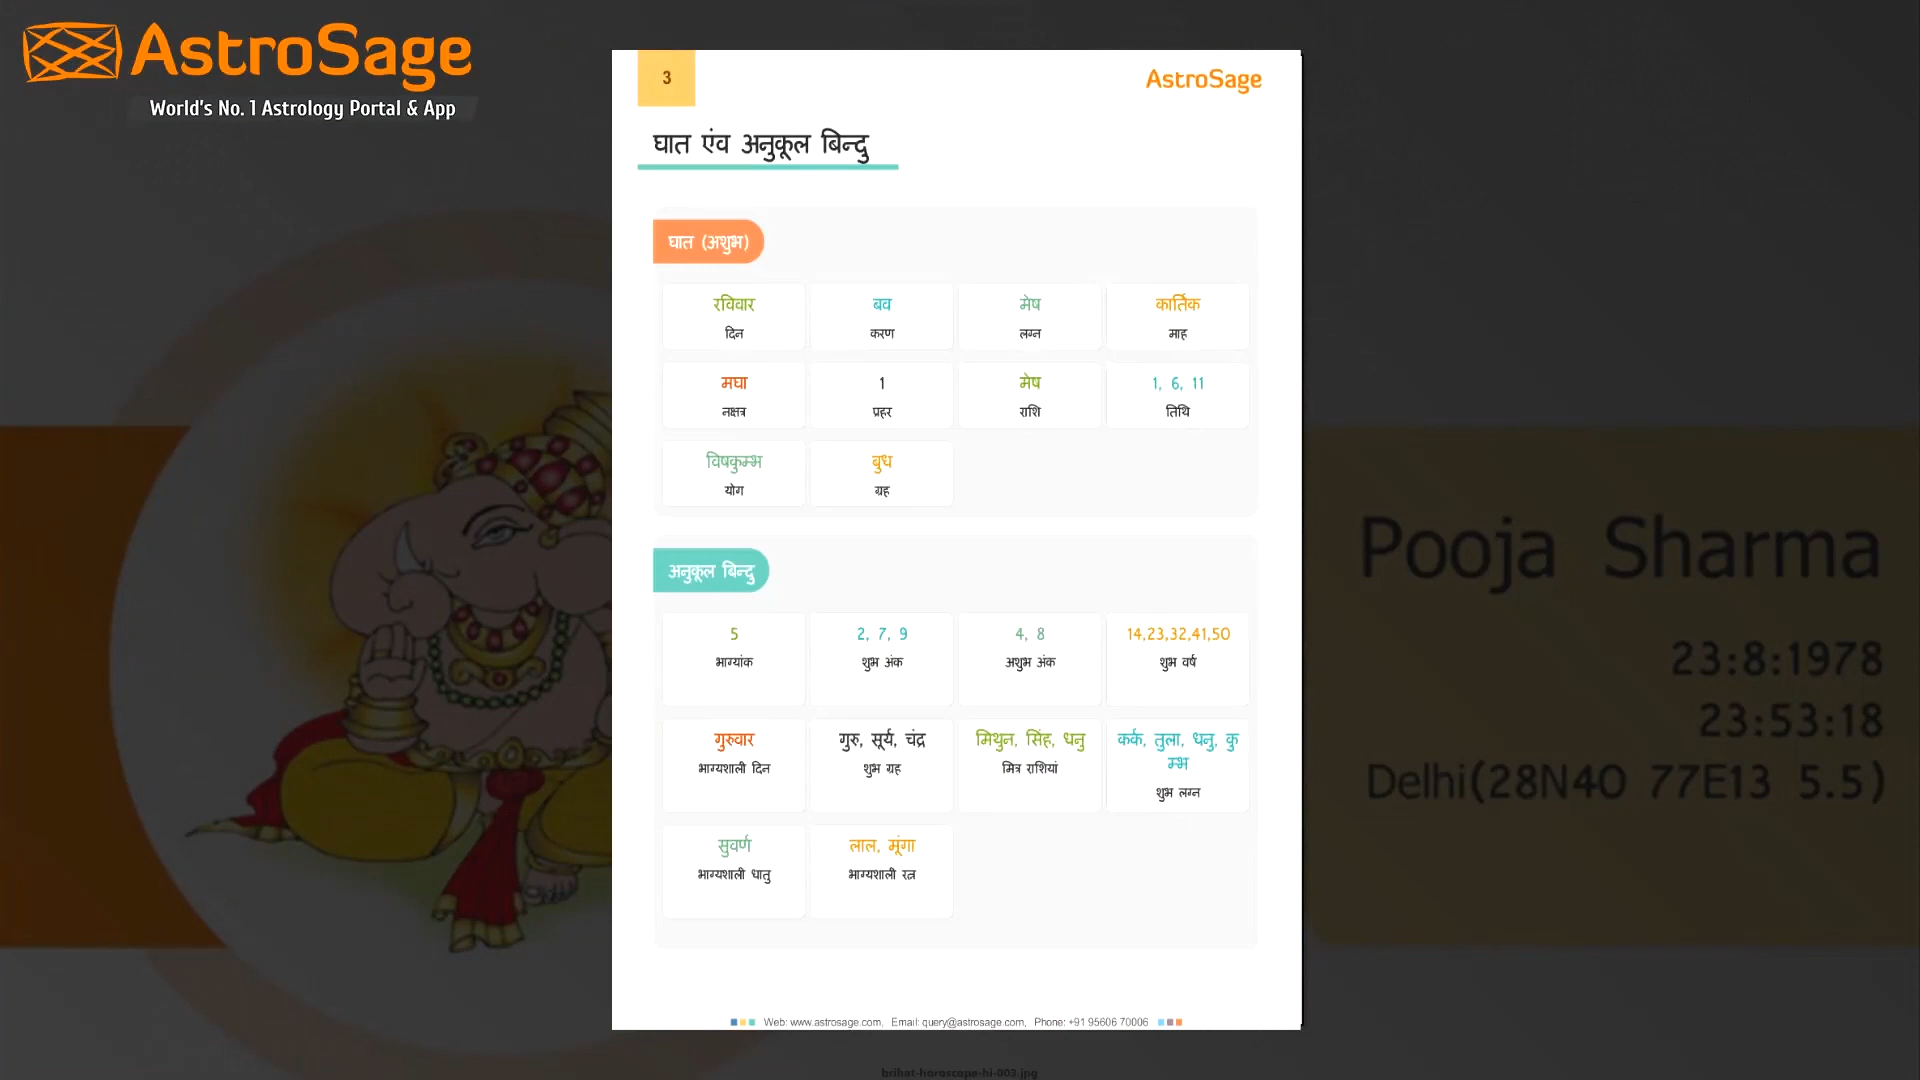 AstroSage
World's No. 1 Astrology Portal & App
3
AstroSage
घात एंव अनुकूल बिन्दु
घात (अशुभ)
रविवार बव मेष कार्तिक
दिन करण लग्न माह
मघा 1 मेष 1, 6, 11
नक्षत्र प्रहर राशि तिथि
विषकुम्भ बुध
योग ग्रह
अनुकूल बिन्दु
5 2, 7, 9 4, 8 14,23,32,41,50
भाग्यांक शुभ अंक अशुभ अंक शुभ वर्ष
गुरुवार गुरु, सूर्य, चंद्र मिथुन, सिंह, धनु कर्क, तुला, धनु, कु
म्भ
भाग्यशाली दिन शुभ ग्रह मित्र राशियां
शुभ लग्न
सुवर्ण लाल, मूंगा
भाग्यशाली धातु भाग्यशाली रत्न
Web: www.astrosage.com, Email: query@astrosage.com, Phone: +91 95606 70006
Pooja Sharma
23:8:1978
23:53:18
Delhi(28N40 77E13 5.5)
brihat-horoscope-hi-003.jpg